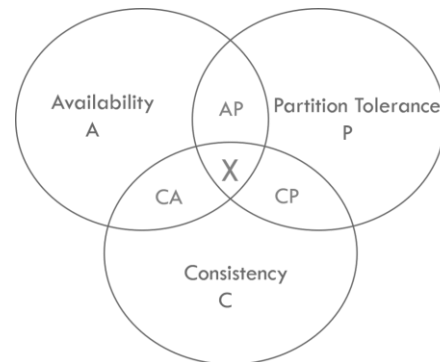 Availability
A
AP
Partition Tolerance
P
X
CA
CP
Consistency
C